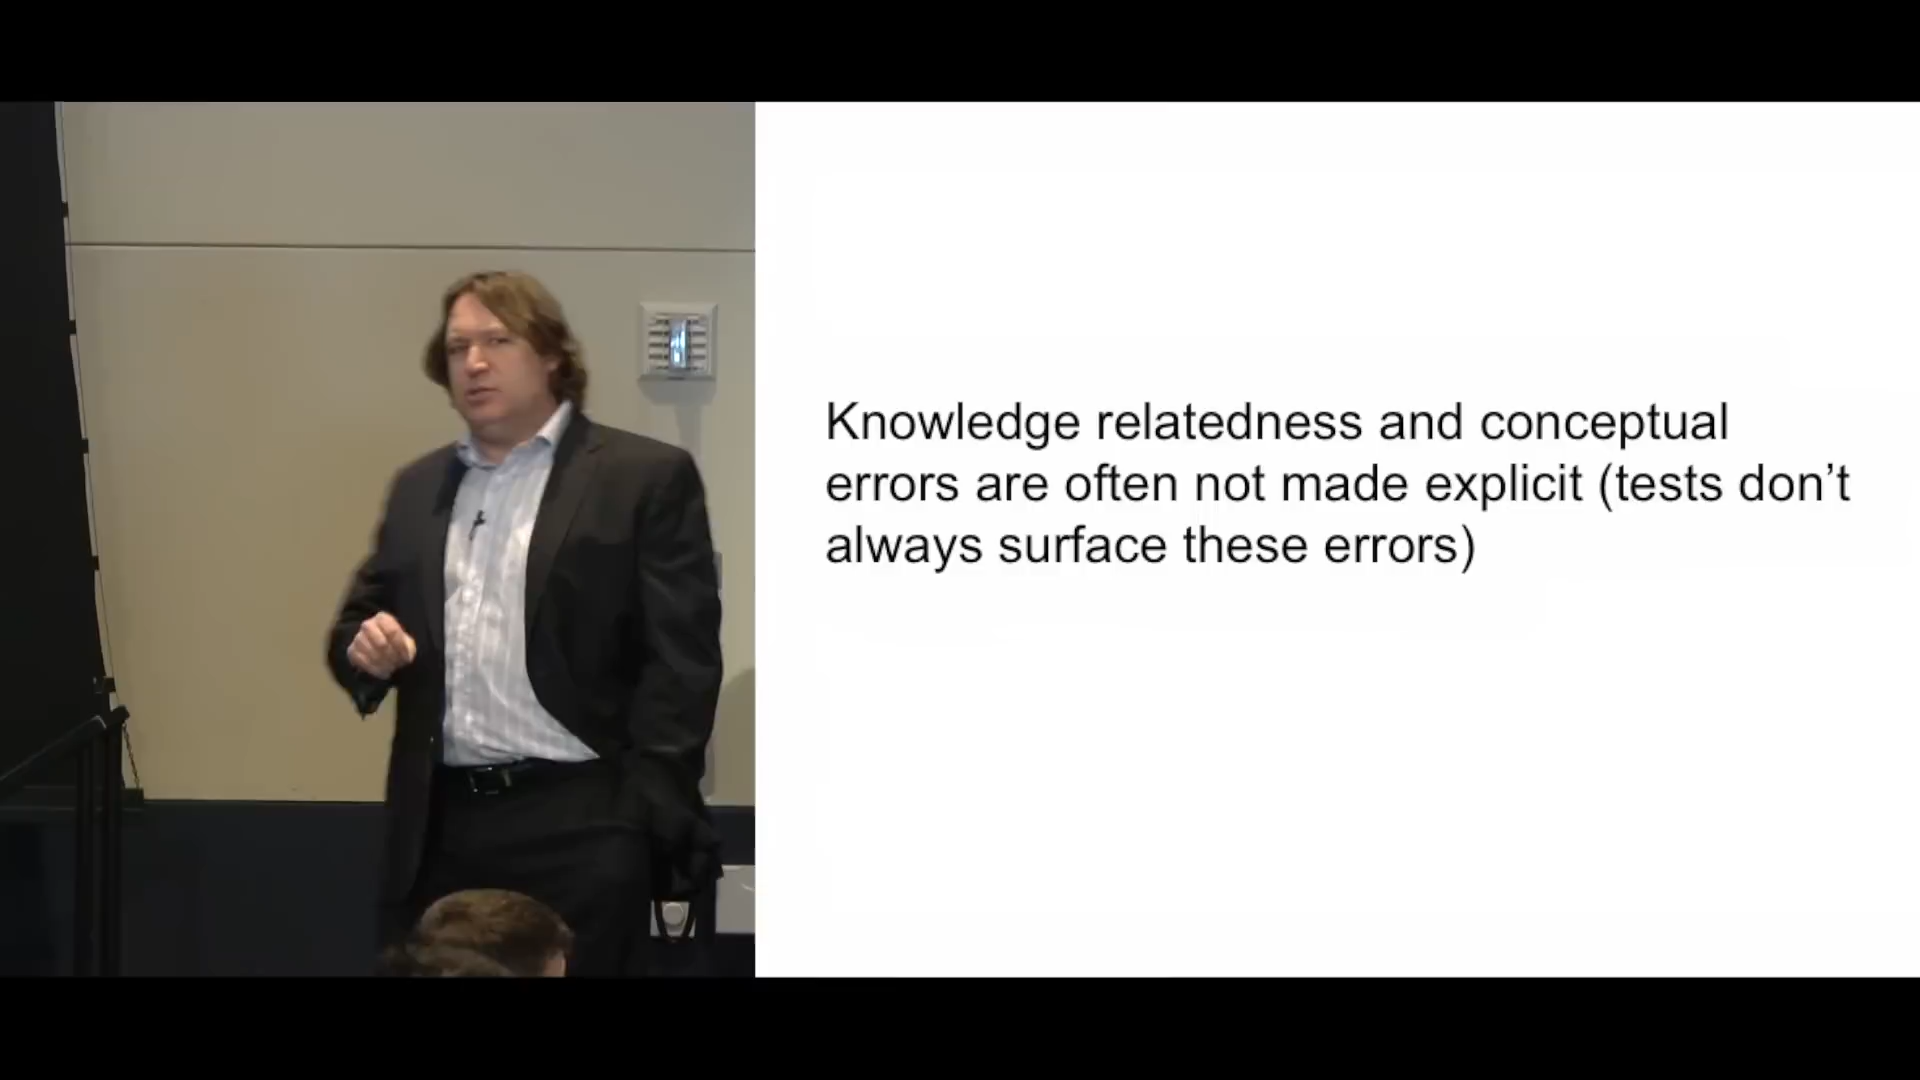 Knowledge relatedness and conceptual
errors are often not made explicit (tests don’t
always surface these errors)